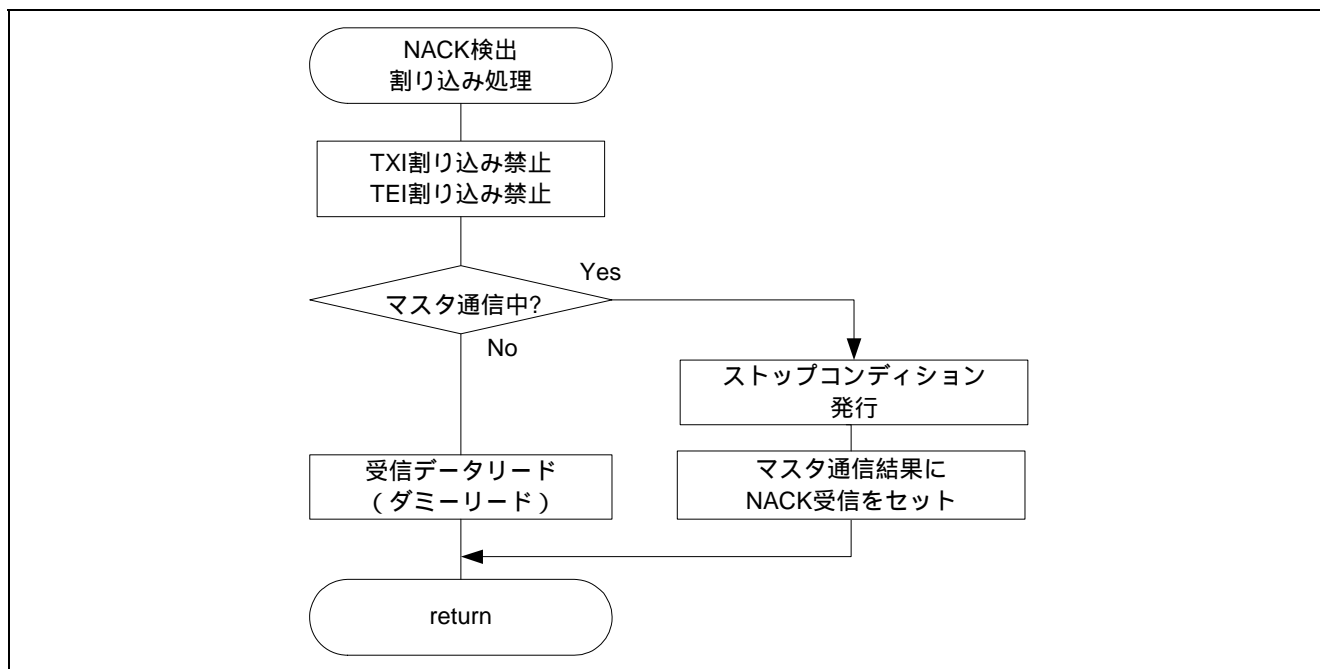 NACK検出
割り込み処理
TXI割り込み禁止
TEI割り込み禁止
Yes
マスタ通信中?
No
ストップコンディション
発行
受信データリード
(ダミーリード)
マスタ通信結果に
NACK受信をセット
return